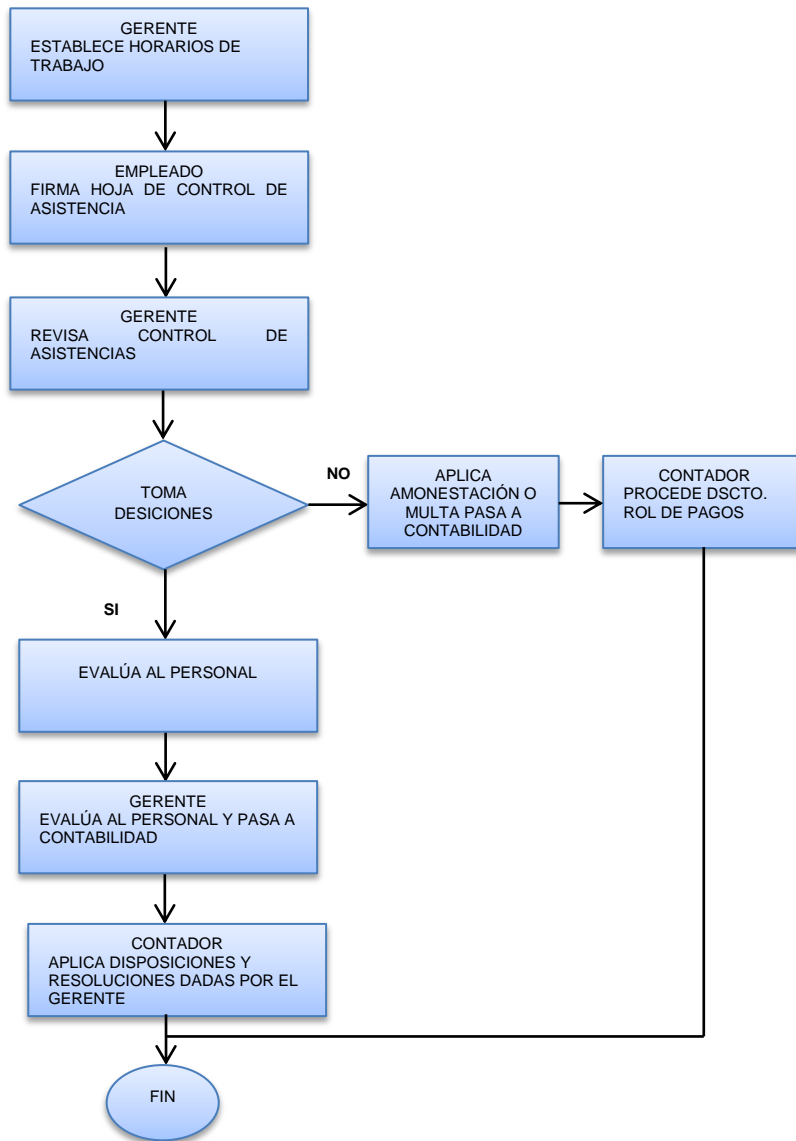 GERENTE
ESTABLECE HORARIOS DE
TRABAJO
EMPLEADO
FIRMA HOJA DE CONTROL DE
ASISTENCIA
GERENTE
REVISA CONTROL DE
ASISTENCIAS
TOMA
DESICIONES
NO
APLICA
AMONESTACIÓN O
MULTA PASA A
CONTABILIDAD
CONTADOR
PROCEDE DSCTO.
ROL DE PAGOS
SI
EVALÚA AL PERSONAL
GERENTE
EVALÚA AL PERSONAL Y PASA A
CONTABILIDAD
CONTADOR
APLICA DISPOSICIONES Y
RESOLUCIONES DADAS POR EL
GERENTE
FIN